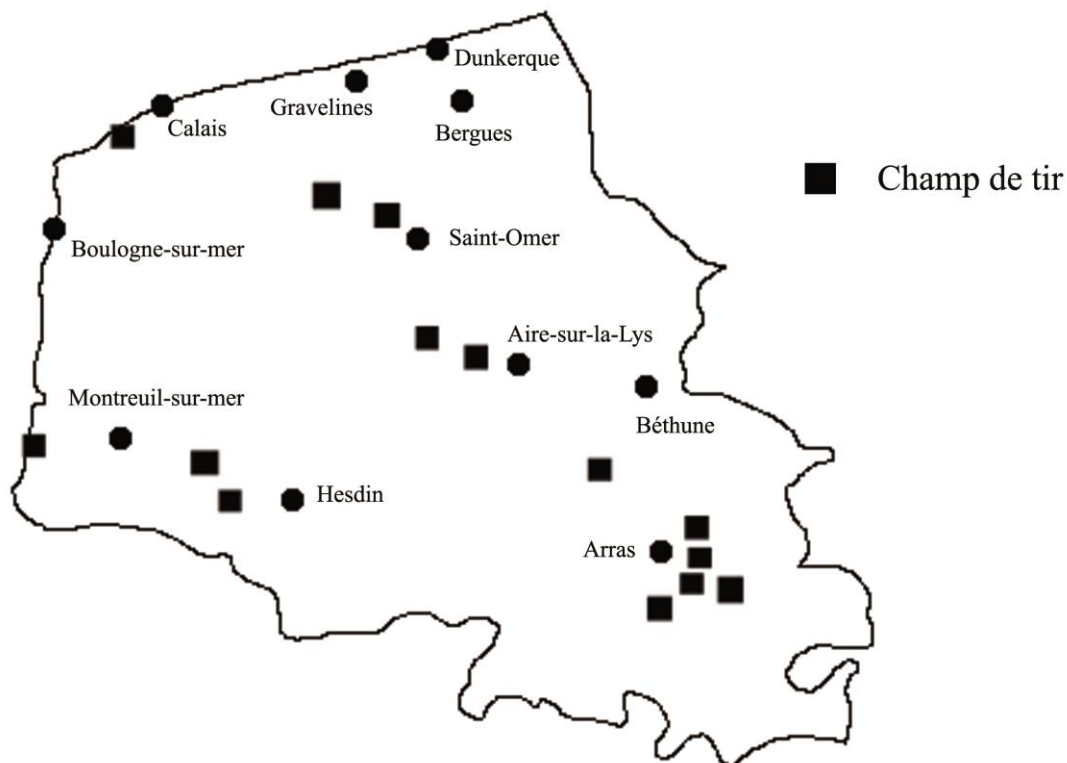 Dunkerque
Gravelines
Calais
Bergues
Champ de tir
Saint-Omer
Boulogne-sur-mer
Aire-sur-la-Lys
Montreuil-sur-mer
Béthune
Hesdin
Arras